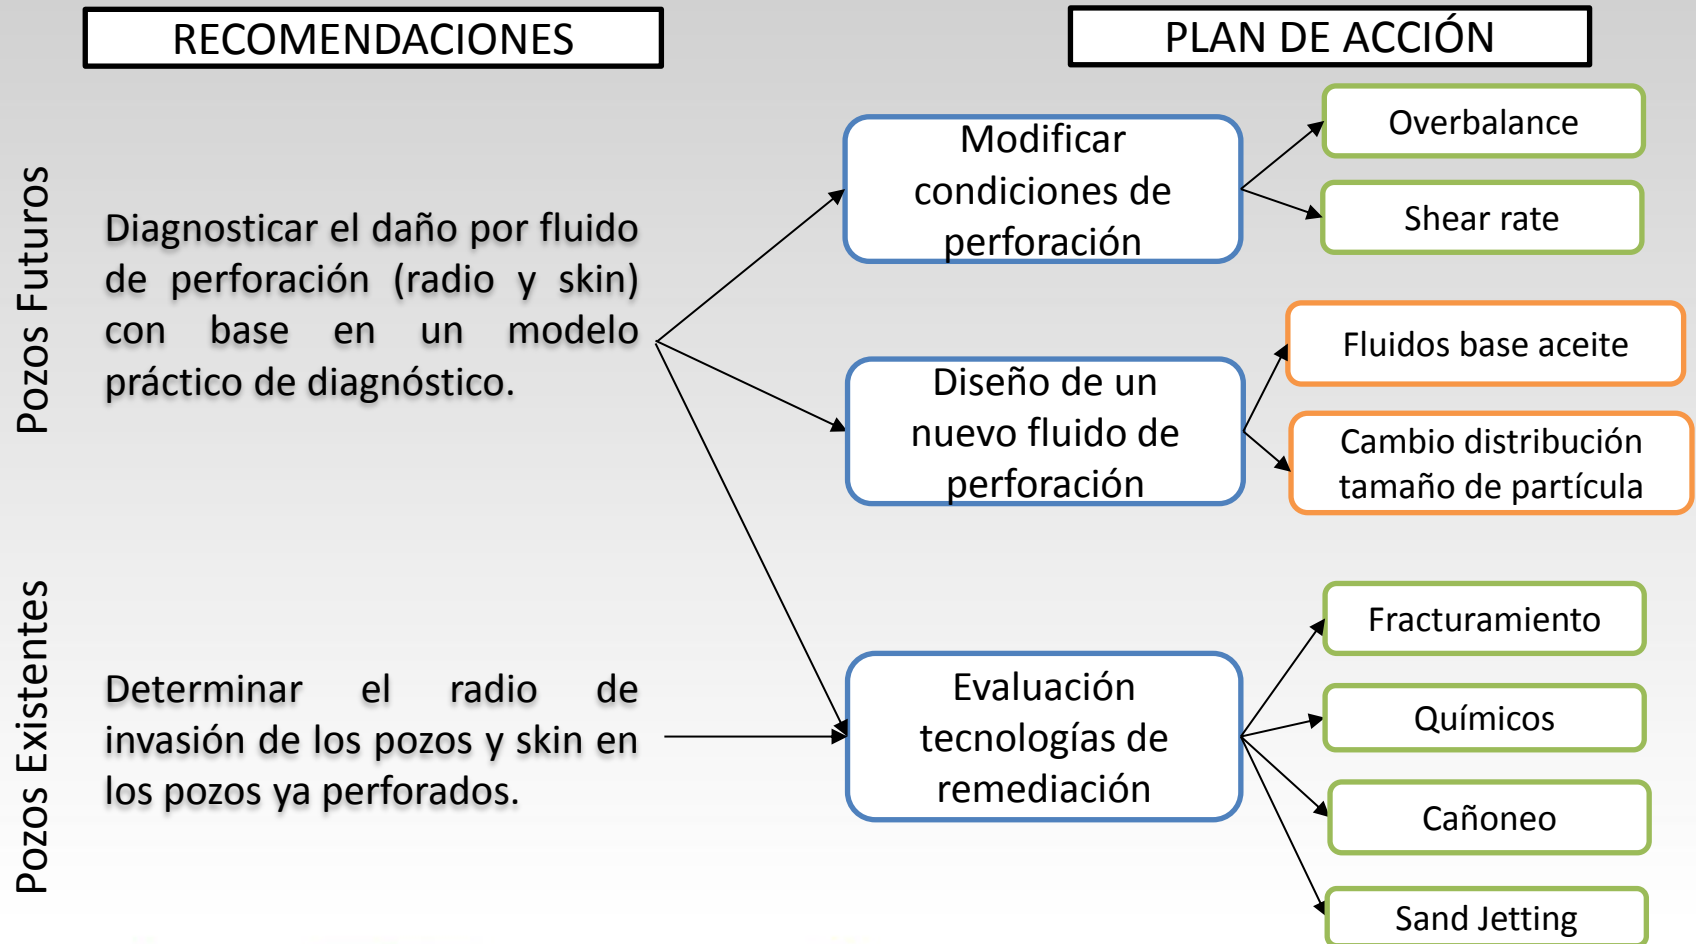 RECOMENDACIONES
PLAN DE ACCIÓN
Pozos Futuros
Diagnosticar el daño por fluido
de perforación (radio y skin)
con base en un modelo
práctico de diagnóstico.
Modificar
condiciones de
perforación
Overbalance
Shear rate
Diseño de un
nuevo fluido de
perforación
Fluidos base aceite
Cambio distribución
tamaño de partícula
Pozos Existentes
Determinar el radio de
invasión de los pozos y skin en
los pozos ya perforados.
Evaluación
tecnologías de
remediación
Fracturamiento
Químicos
Cañoneo
Sand Jetting